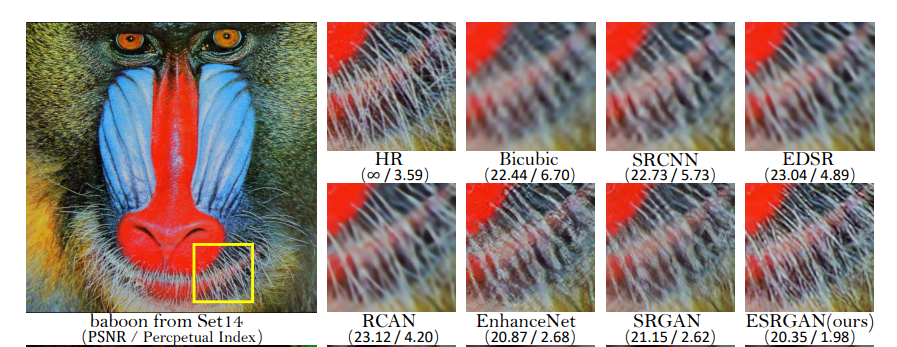 HR
(∞ / 3.59)
Bicubic
(22.44 / 6.70)
SRCNN
(22.73 / 5.73)
EDSR
(23.04 / 4.89)
baboon from Set14
(PSNR / Percpetual Index)
RCAN
(23.12 / 4.20)
EnhanceNet
(20.87 / 2.68)
SRGAN
(21.15 / 2.62)
ESRGAN(ours)
(20.35 / 1.98)